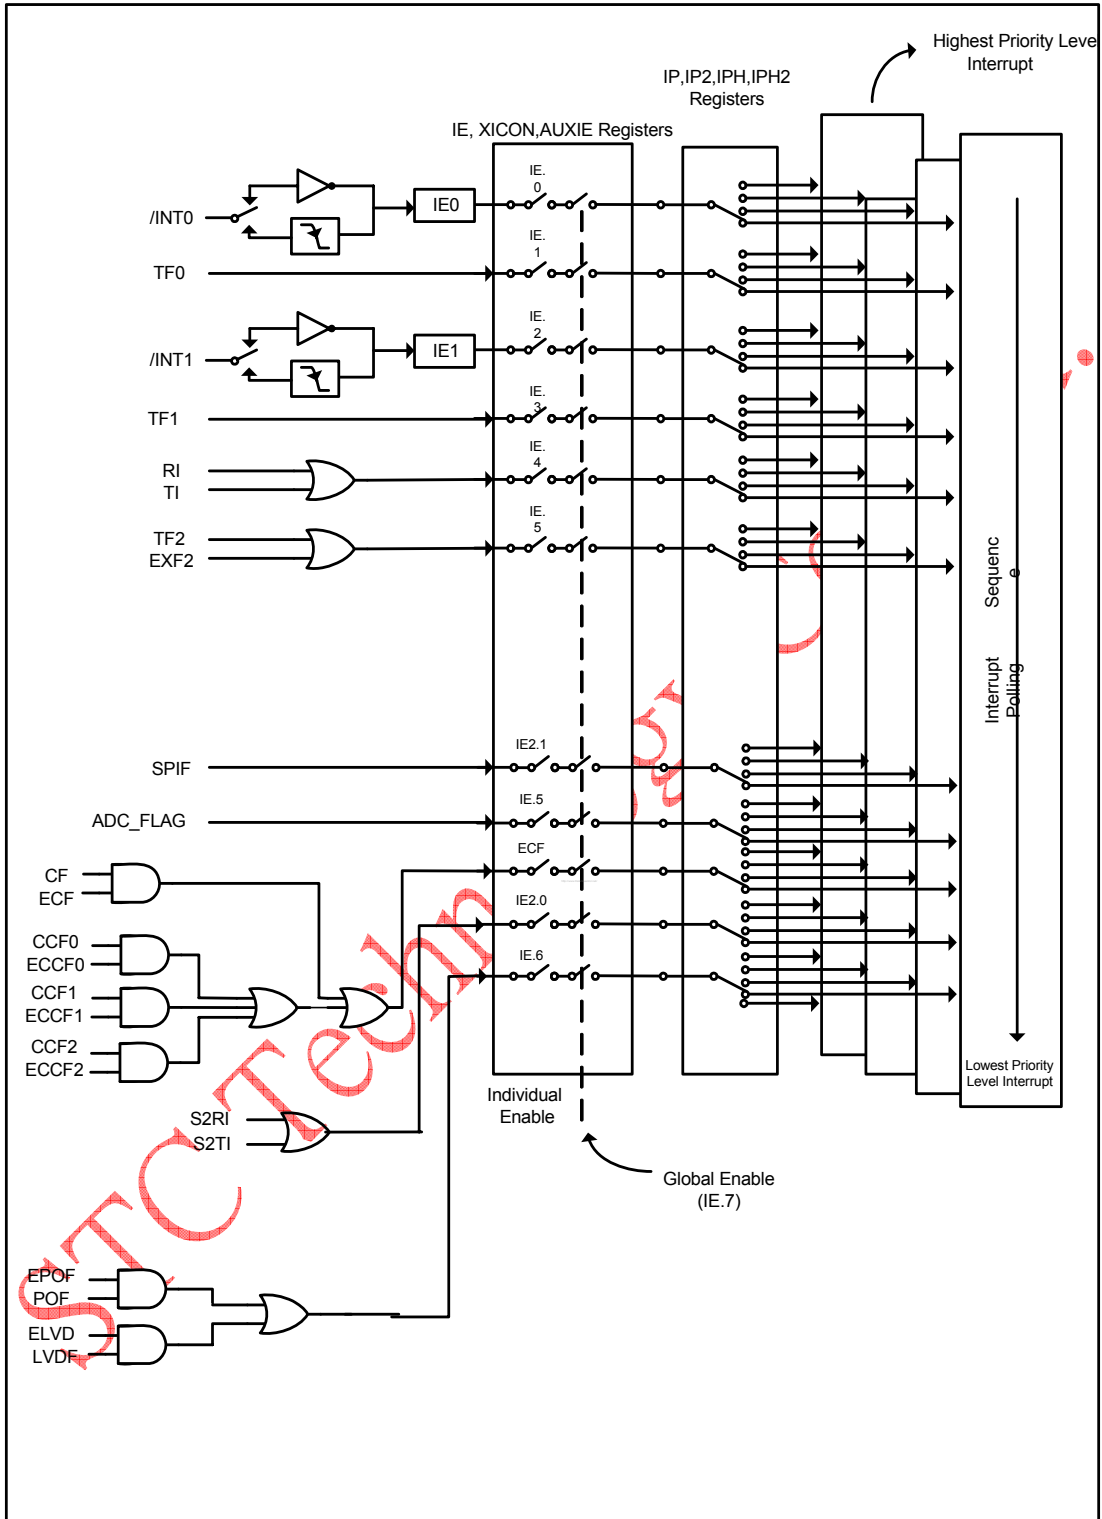 Highest Priority Leve
Interrupt
IP,IP2,IPH,IPH2
Registers
IE, XICON,AUXIE Registers
IE.
0
/INT0
IE0
IE.
1
TF0
IE.
2
/INT1
IE1
IE.
3
TF1
IE.
4
RI
TI
IE.
5
TF2
EXF2
Interrupt Sequenc
Polling e
IE2.1
SPIF
IE.5
ADC_FLAG
ECF
CF
ECF
IE2.0
CCF0
ECCF0
IE.6
CCF1
ECCF1
CCF2
ECCF2
Lowest Priority
Level Interrupt
Individual
Enable
S2RI
S2TI
Global Enable
(IE.7)
EPOF
POF
ELVD
LVDF
STC Techn